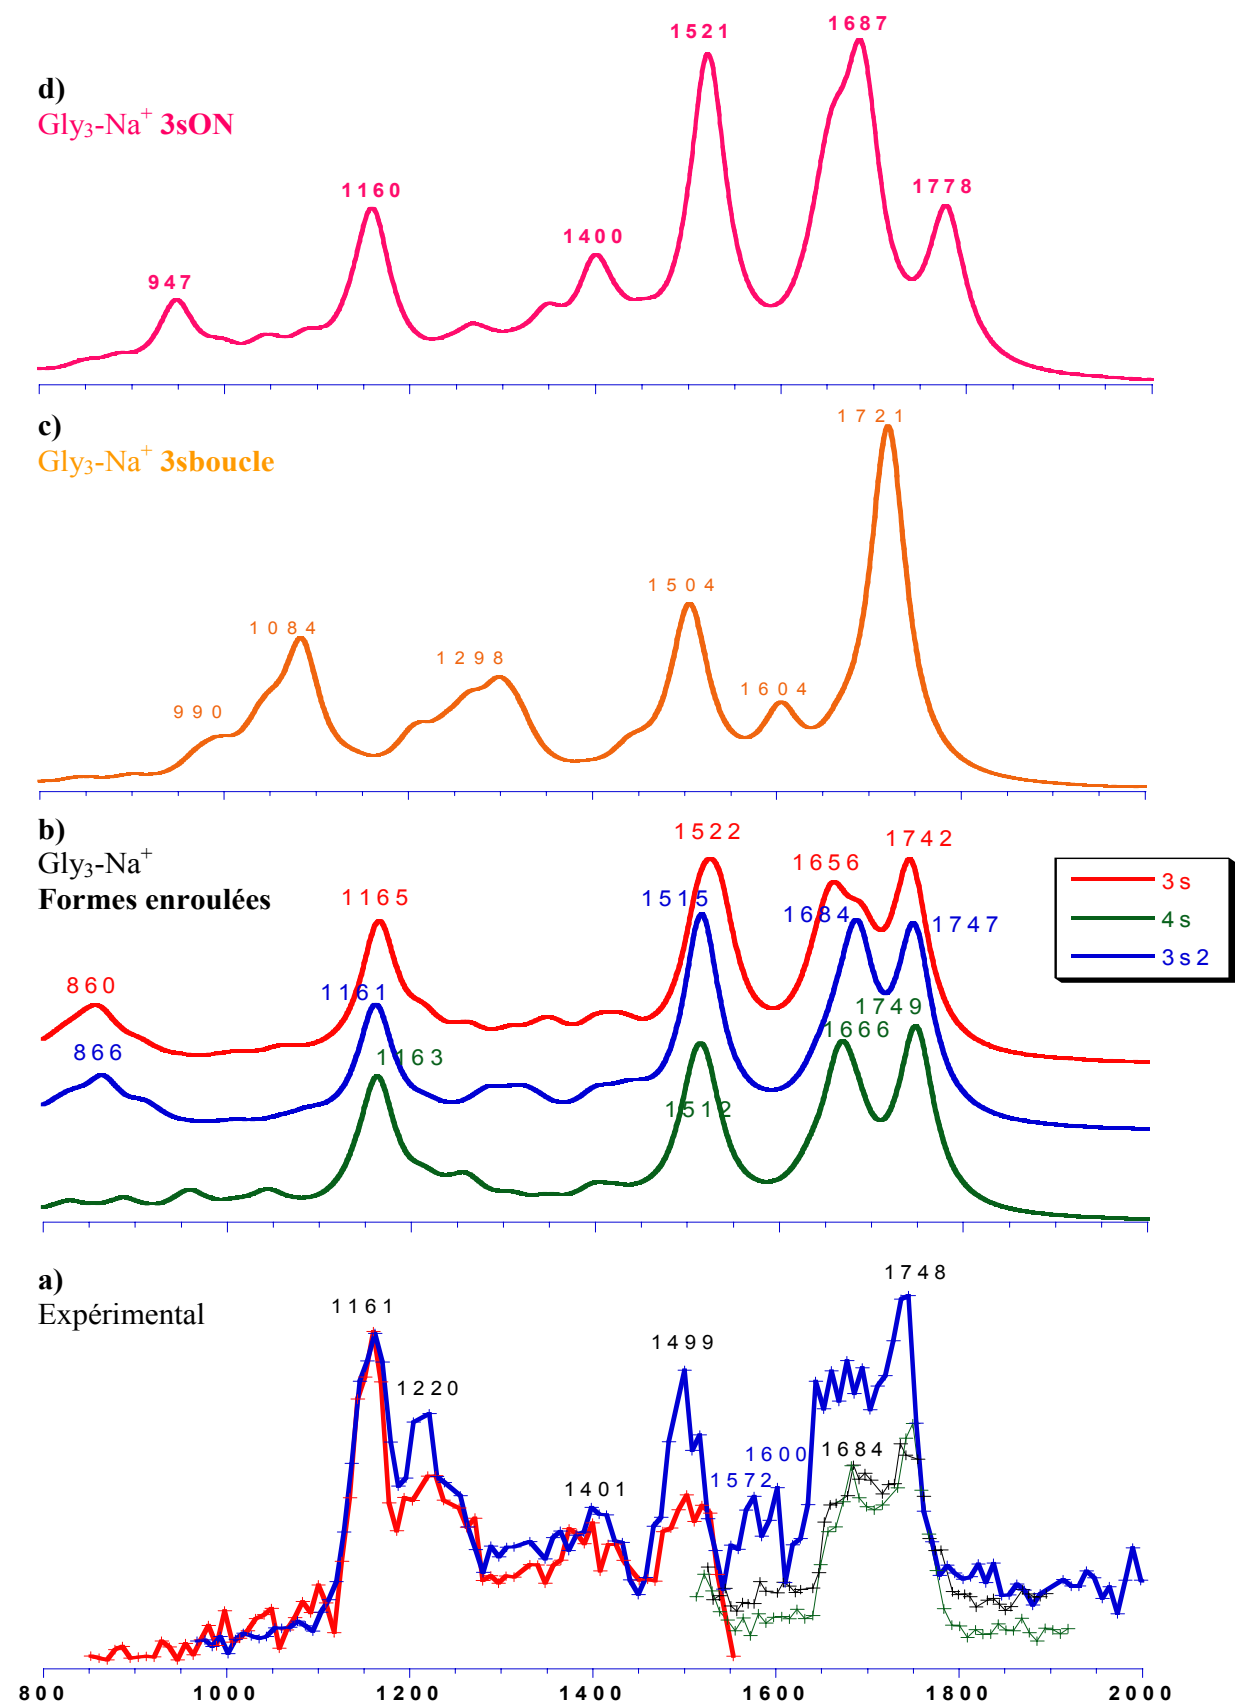 1521
1687
d)
Gly₃-Na⁺ 3sON
1160
1778
1400
947
c)
Gly₃-Na⁺ 3sboucle
1721
1504
1084
1298
1604
990
b)
Gly₃-Na⁺
Formes enroulées
1522
1742
1656
1165
1515
1684
1747
3s
4s
3s2
860
1161
1749
1666
866
1163
1512
a)
Expérimental
1748
1161
1499
1220
1600
1684
1572
1401
800 1000 1200 1400 1600 1800 2000